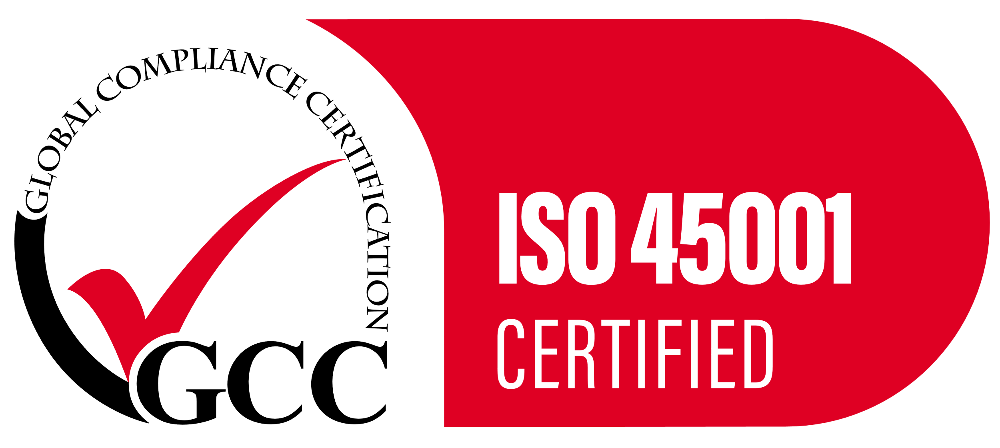 GLOBAL COMPLIANCE CERTIFICATION
GCC
ISO 45001
CERTIFIED